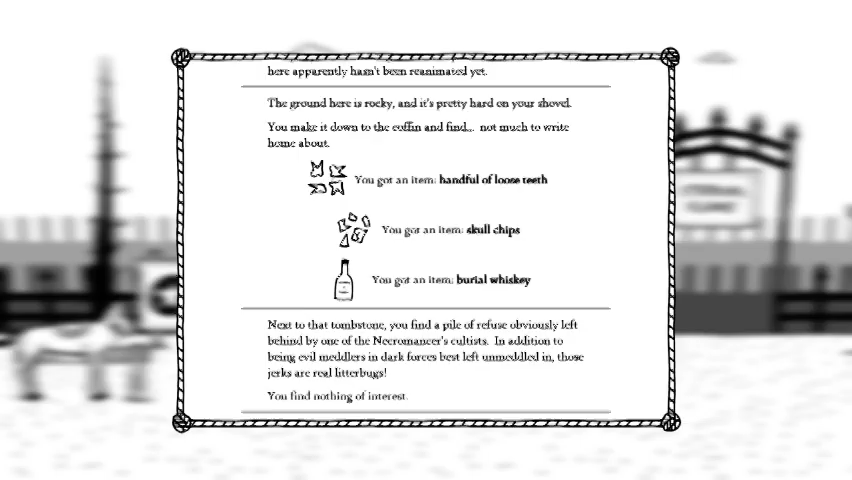 here apparently hasn't been reanimated yet.
The ground here is rocky, and it's pretty hard on your shovel.
You make it down to the coffin and find... not much to write
home about.
You got an item: handful of loose teeth
You got an item: skull chips
You got an item: burial whiskey
Next to that tombstone, you find a pile of refuse obviously left
behind by one of the Necromancer's cultists. In addition to
being evil meddlers in dark forces best left unmeddled in, those
jerks are real litterbugs!
You find nothing of interest.